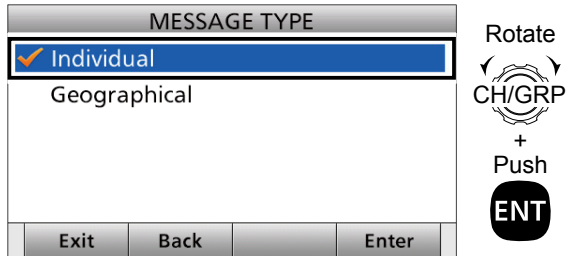 MESSAGE TYPE
Individual
Geographical
Exit Back Enter
Rotate
CH/GRP
+
Push
ENT